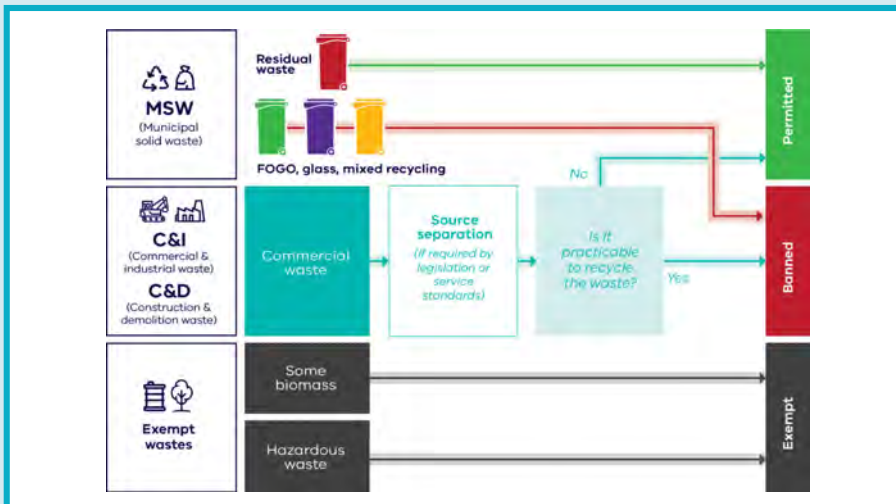 MSW
(Municipal
solid waste)
Residual
waste
FOGO, glass, mixed recycling
Permitted
C&I
(Commercial &
industrial waste)
C&D
(Construction &
demolition waste)
Commercial
waste
Source
separation
(if required by
legislation or
service
standards)
Is it
practicable
to recycle
the waste?
No
Yes
Banned
Exempt
wastes
Some
biomass
Hazardous
waste
Exempt